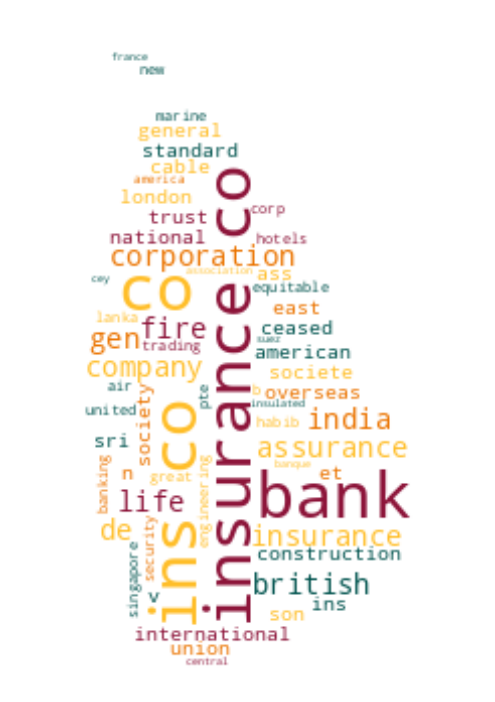 france
new
marine
general
standard
cable
america
london
corp
trust
national
hotels
corporation
association
ass
cey
equitable
co
insurance co
lanka
east
fire
ceased
gen
suez
trading
american
company
societe
air
society
pte
b
overseas
united
insulated
habib
india
sri
ins co
assurance
banque
banking
n
great
engineering
et
life
bank
de
security
insurance
construction
singapore
v
british
ins
son
international
union
central